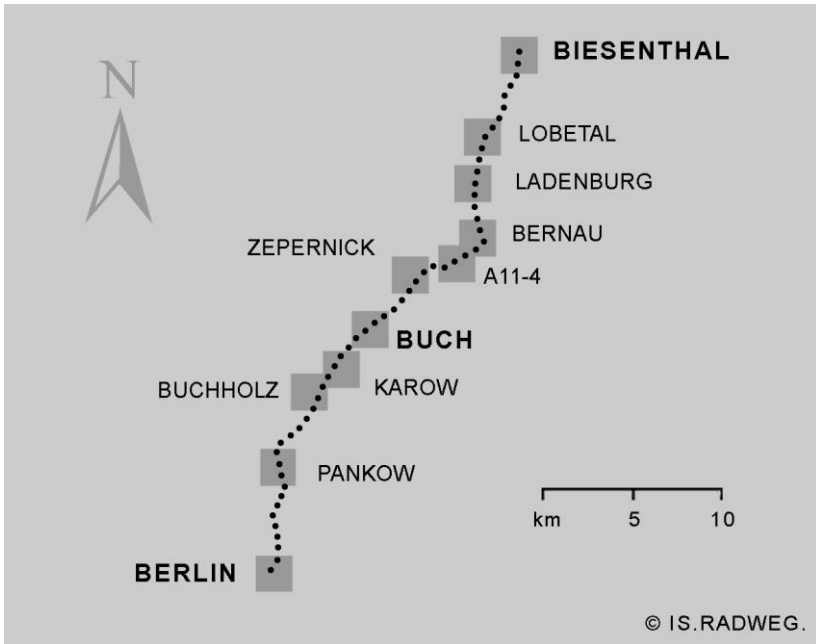 N
BIESENTHAL
LOBETAL
LADENBURG
BERNAU
ZEPERNICK
A11-4
BUCH
KAROW
BUCHHOLZ
PANKOW
km 5 10
BERLIN
© IS.RADWEG.